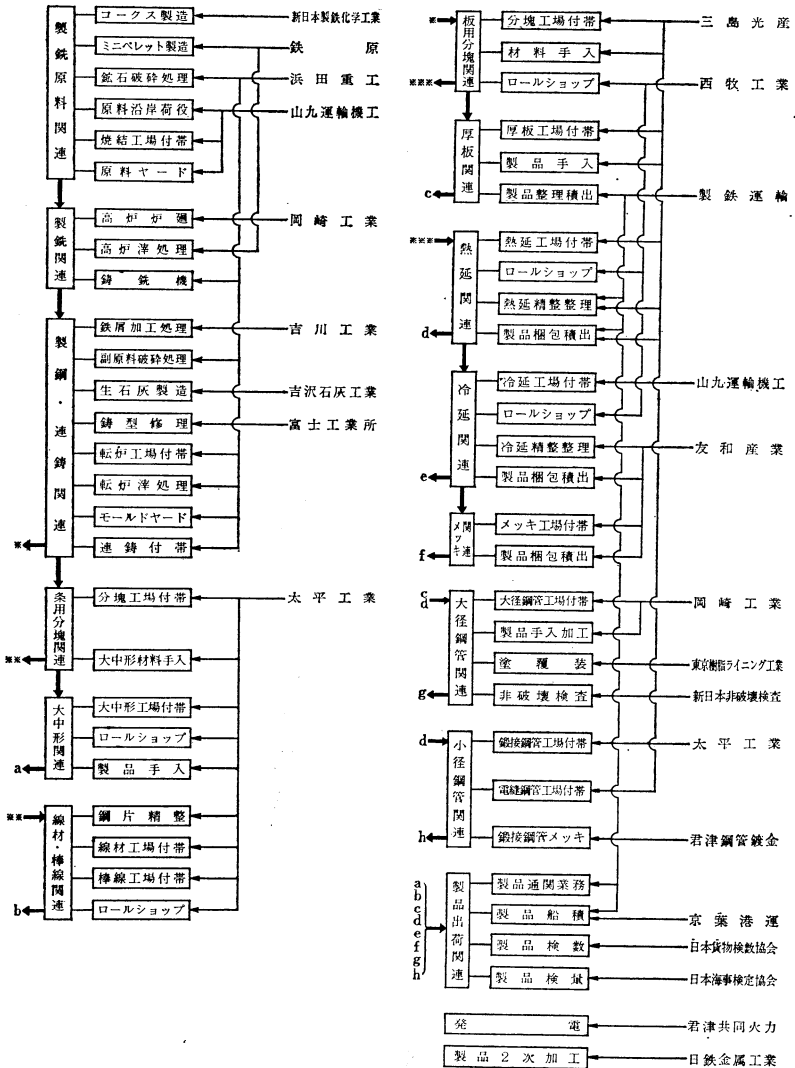 製銑原料関連
コークス製造
新日本製鉄化学工業
ミニペレット製造
鉄原
鉱石破砕処理
浜田重工
原料沿岸荷役
山九運輸機工
焼結工場付帯
原料ヤード
製銑関連
高炉炉廻
岡崎工業
高炉滓処理
鋳銑機
製鋼・連鋳関連
鉄屑加工処理
吉川工業
副原料破砕処理
生石灰製造
吉沢石灰工業
鋳型修理
富士工業所
転炉工場付帯
転炉滓処理
モールドヤード
※
連鋳付帯
条用分塊関連
分塊工場付帯
太平工業
※※
大中形材料手入
大中形関連
大中形工場付帯
ロールショップ
a
製品手入
※※
線材・棒線関連
鋼片精整
線材工場付帯
棒線工場付帯
b
ロールショップ
※
板用分塊関連
分塊工場付帯
三島光産
材料手入
※※※
ロールショップ
西牧工業
厚板関連
厚板工場付帯
製品手入
c
製品整理積出
製鉄運輸
※※※
熱延関連
熱延工場付帯
ロールショップ
熱延精整整理
d
製品梱包積出
冷延関連
冷延工場付帯
山九運輸機工
ロールショップ
冷延精整整理
友和産業
e
製品梱包積出
メッキ関連
メッキ工場付帯
f
製品梱包積出
c
d
大径鋼管関連
大径鋼管工場付帯
岡崎工業
製品手入加工
塗覆装
東京樹脂ライニング工業
g
非破壊検査
新日本非破壊検査
d
小径鋼管関連
鍛接鋼管工場付帯
太平工業
電縫鋼管工場付帯
h
鍛接鋼管メッキ
君津鋼管鍍金
a
b
c
d
e
f
g
h
製品出荷関連
製品通関業務
製品船積
京葉港運
製品検数
日本貨物検数協会
製品検量
日本海事検定協会
発電
君津共同火力
製品2次加工
日鉄金属工業